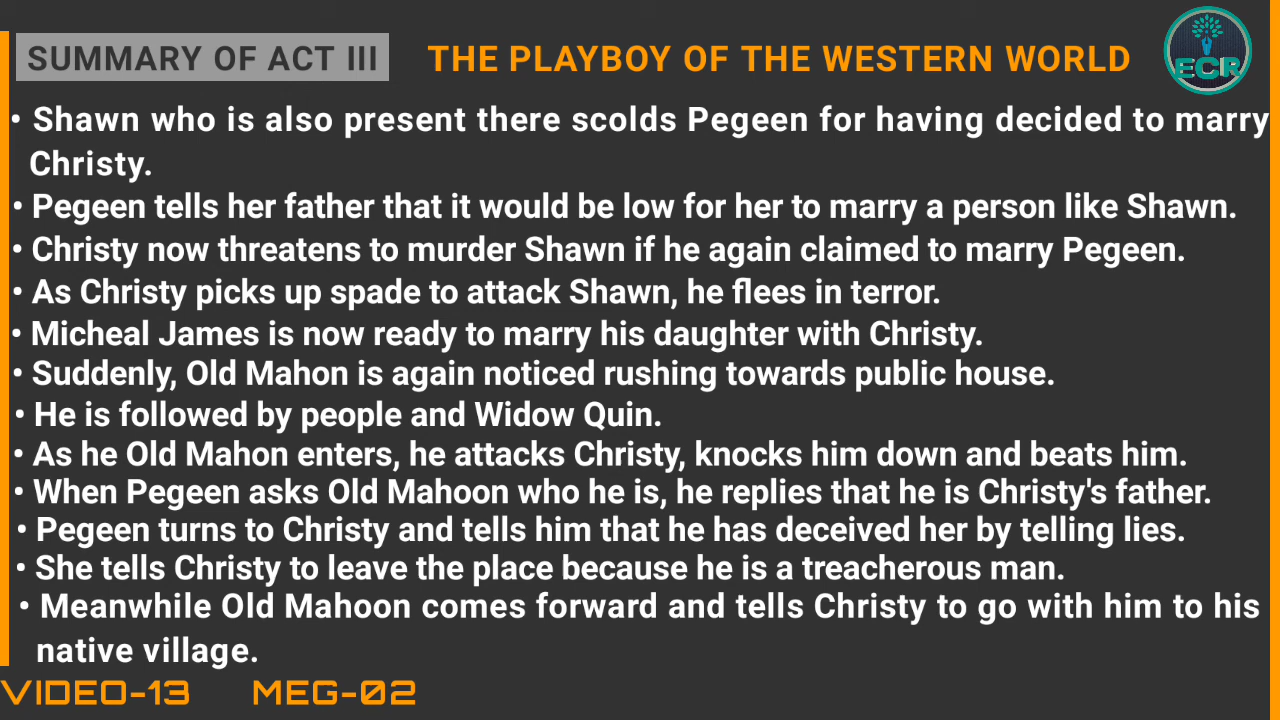 SUMMARY OF ACT III THE PLAYBOY OF THE WESTERN WORLD
ECR
• Shawn who is also present there scolds Pegeen for having decided to marry
Christy.
• Pegeen tells her father that it would be low for her to marry a person like Shawn.
• Christy now threatens to murder Shawn if he again claimed to marry Pegeen.
• As Christy picks up spade to attack Shawn, he flees in terror.
• Micheal James is now ready to marry his daughter with Christy.
• Suddenly, Old Mahon is again noticed rushing towards public house.
• He is followed by people and Widow Quin.
• As he Old Mahon enters, he attacks Christy, knocks him down and beats him.
• When Pegeen asks Old Mahoon who he is, he replies that he is Christy's father.
• Pegeen turns to Christy and tells him that he has deceived her by telling lies.
• She tells Christy to leave the place because he is a treacherous man.
• Meanwhile Old Mahoon comes forward and tells Christy to go with him to his
native village.
VIDEO-13 MEG-02